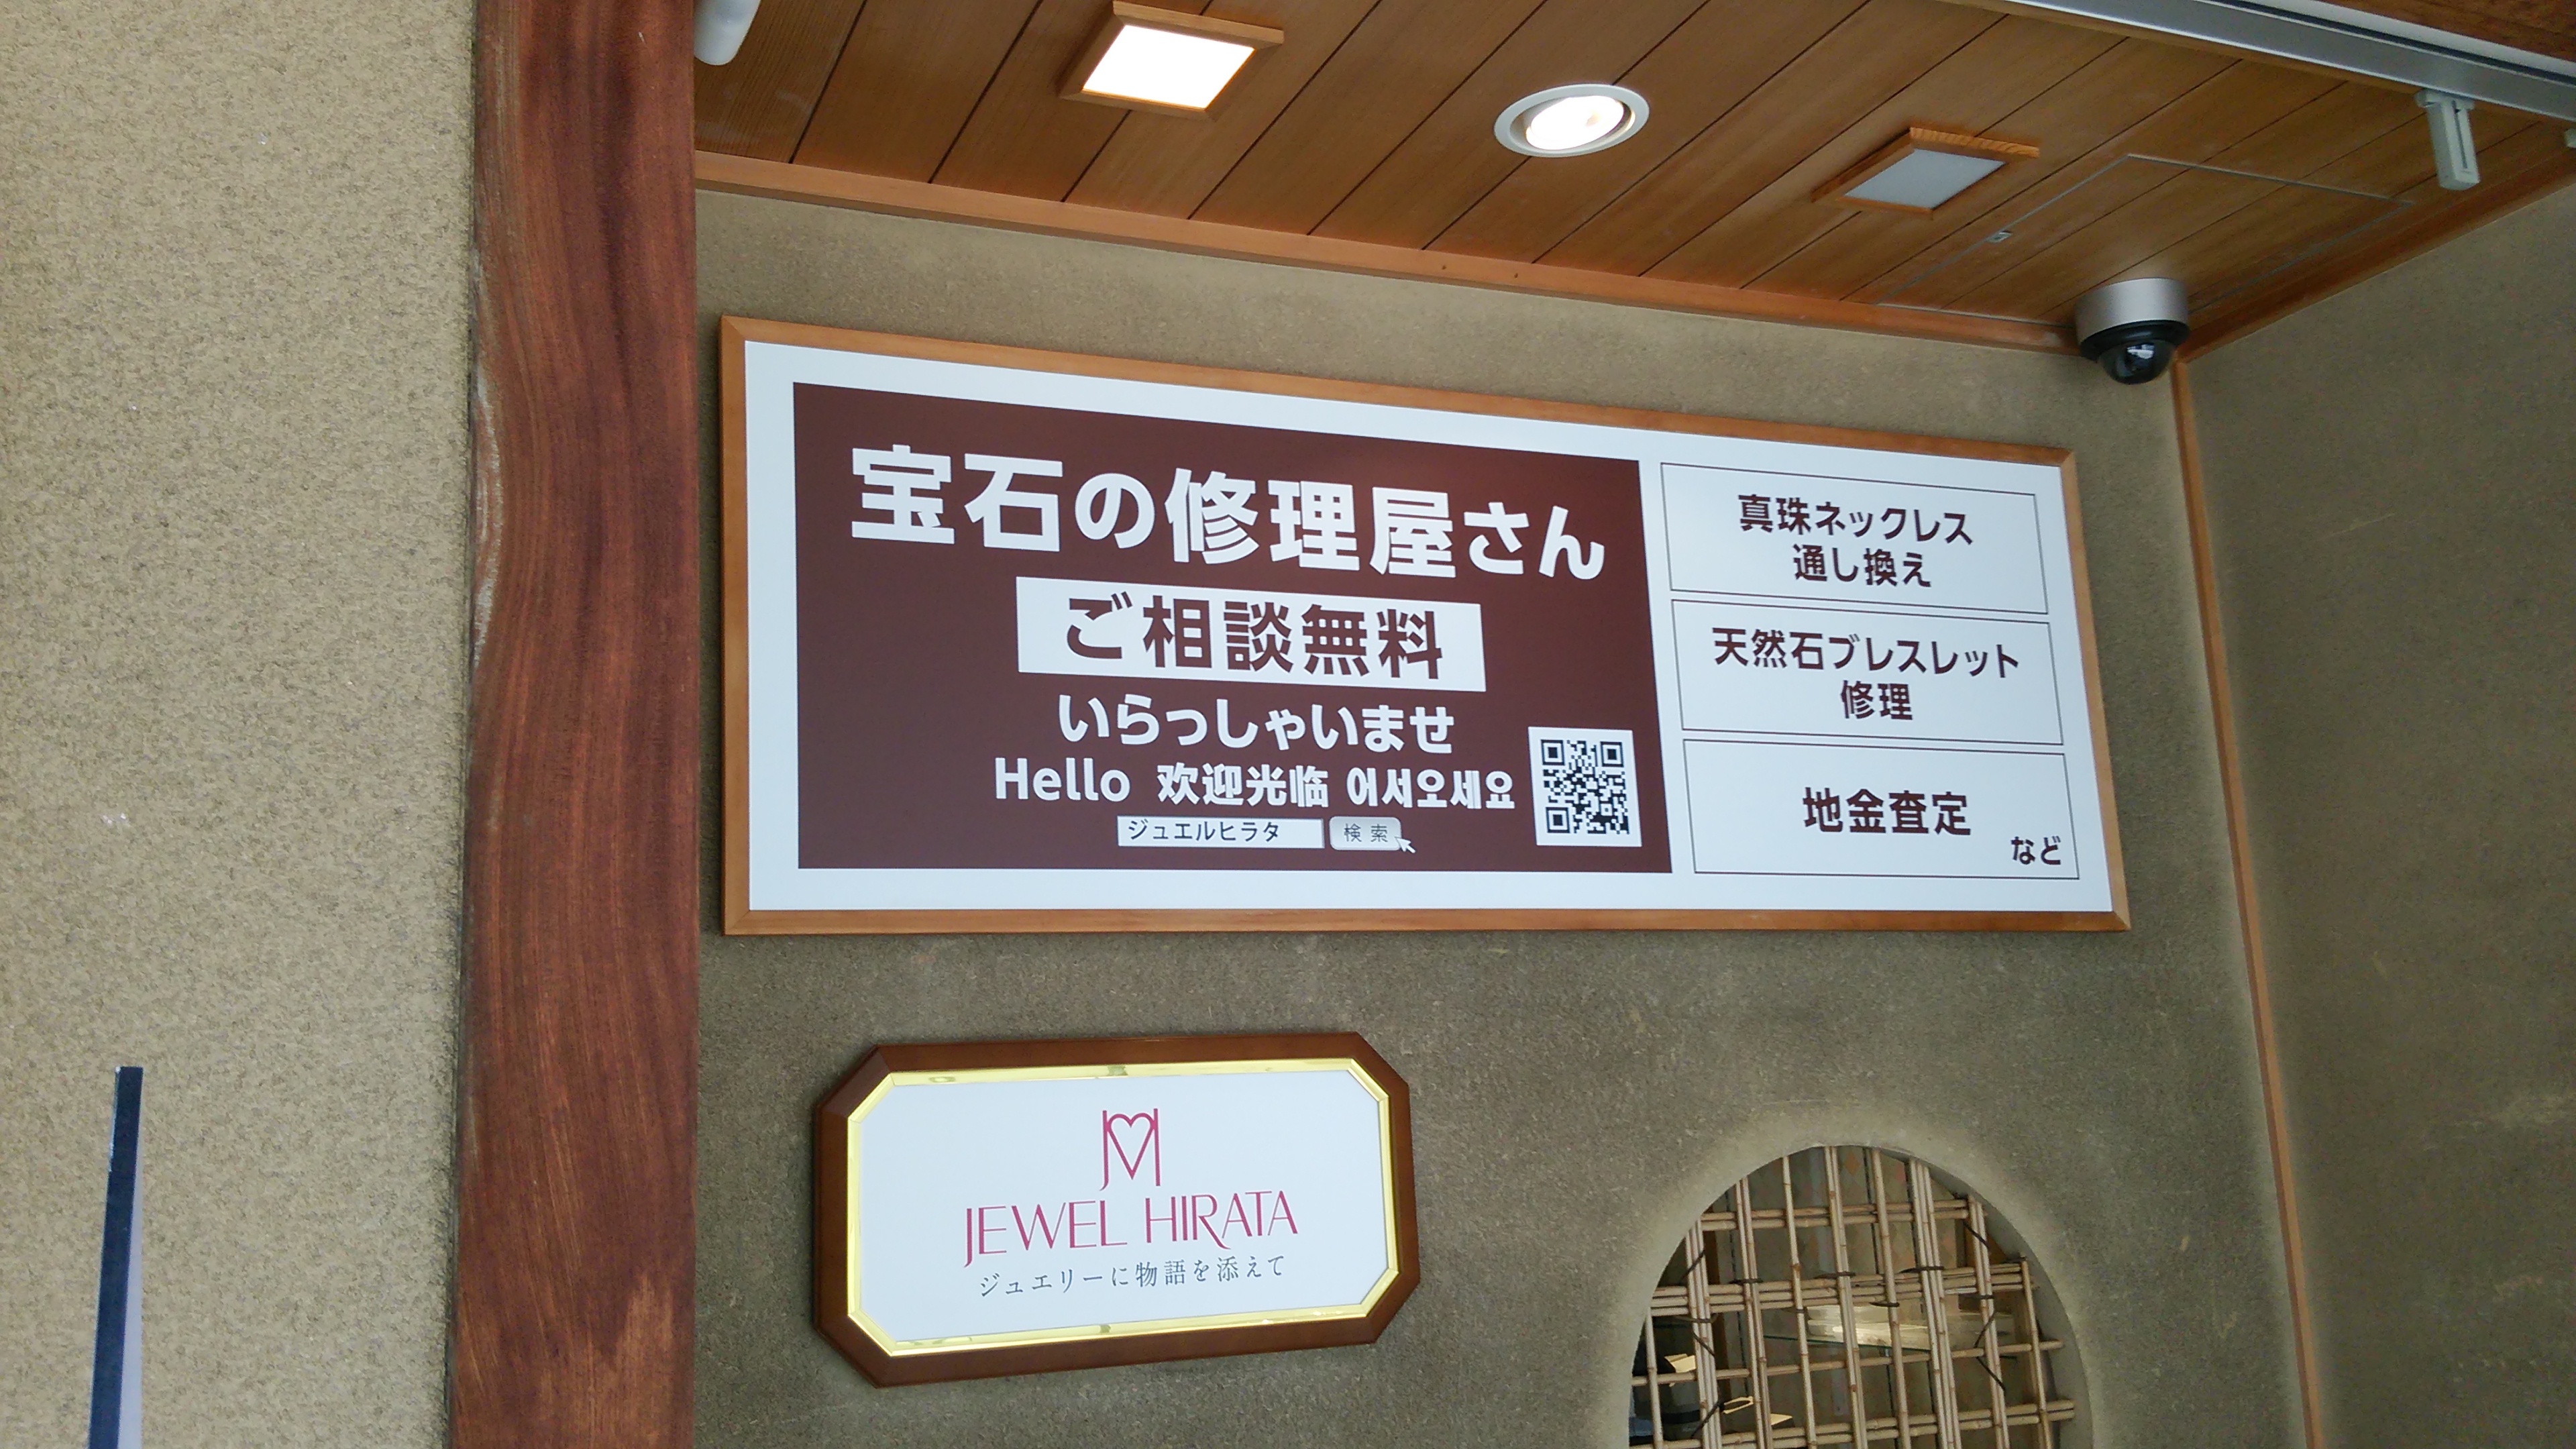 宝石の修理屋さん
ご相談無料
いらっしゃいませ
Hello 欢迎光临 어서오세요
ジュエルヒラタ 検索
真珠ネックレス
通し換え
天然石ブレスレット
修理
地金査定
など
JEWEL HIRATA
ジュエリーに物語を添えて